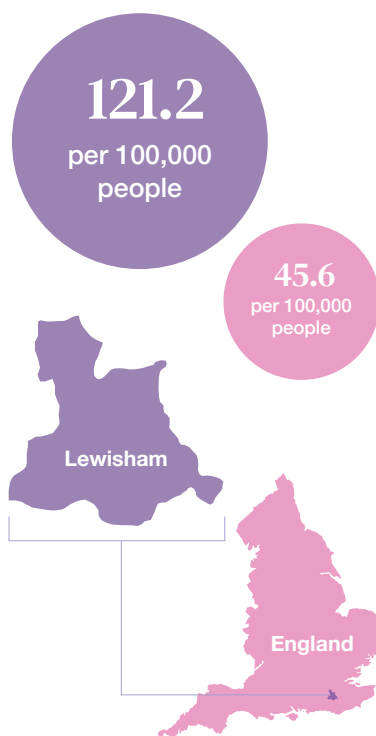 121.2
per 100,000
people
45.6
per 100,000
people
Lewisham
England